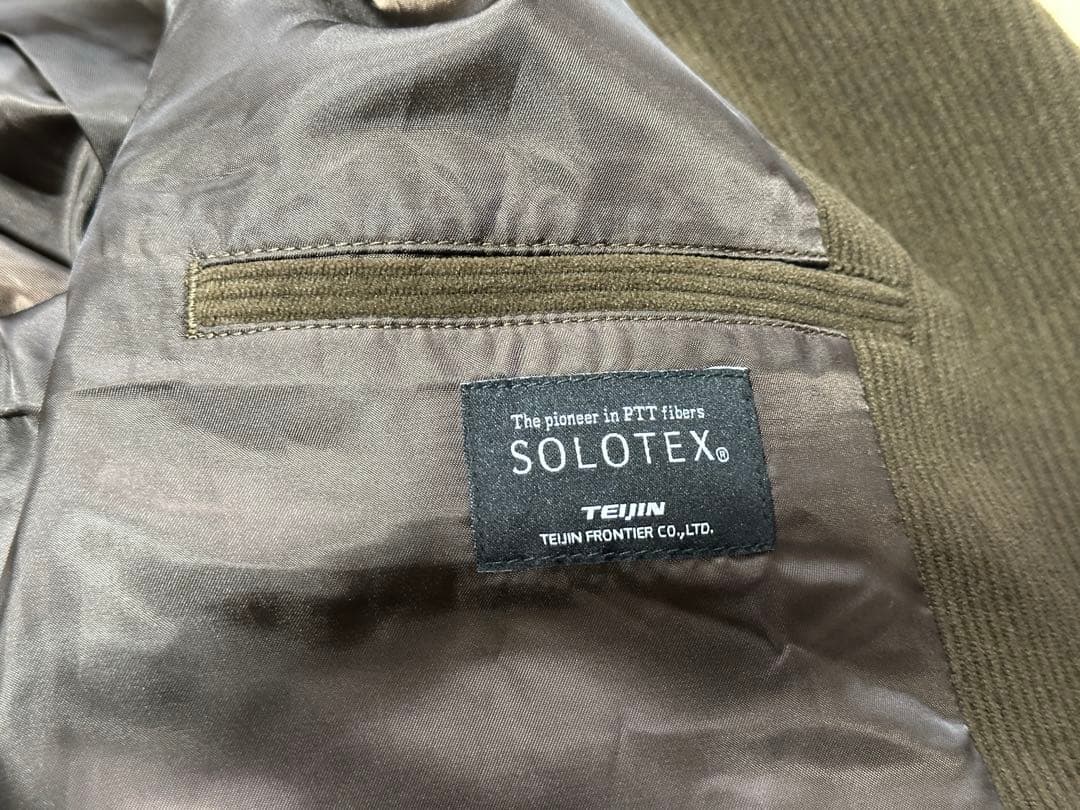 The pioneer in PTT fibers
SOLOTEX®
TEIJIN
TEIJIN FRONTIER CO.,LTD.